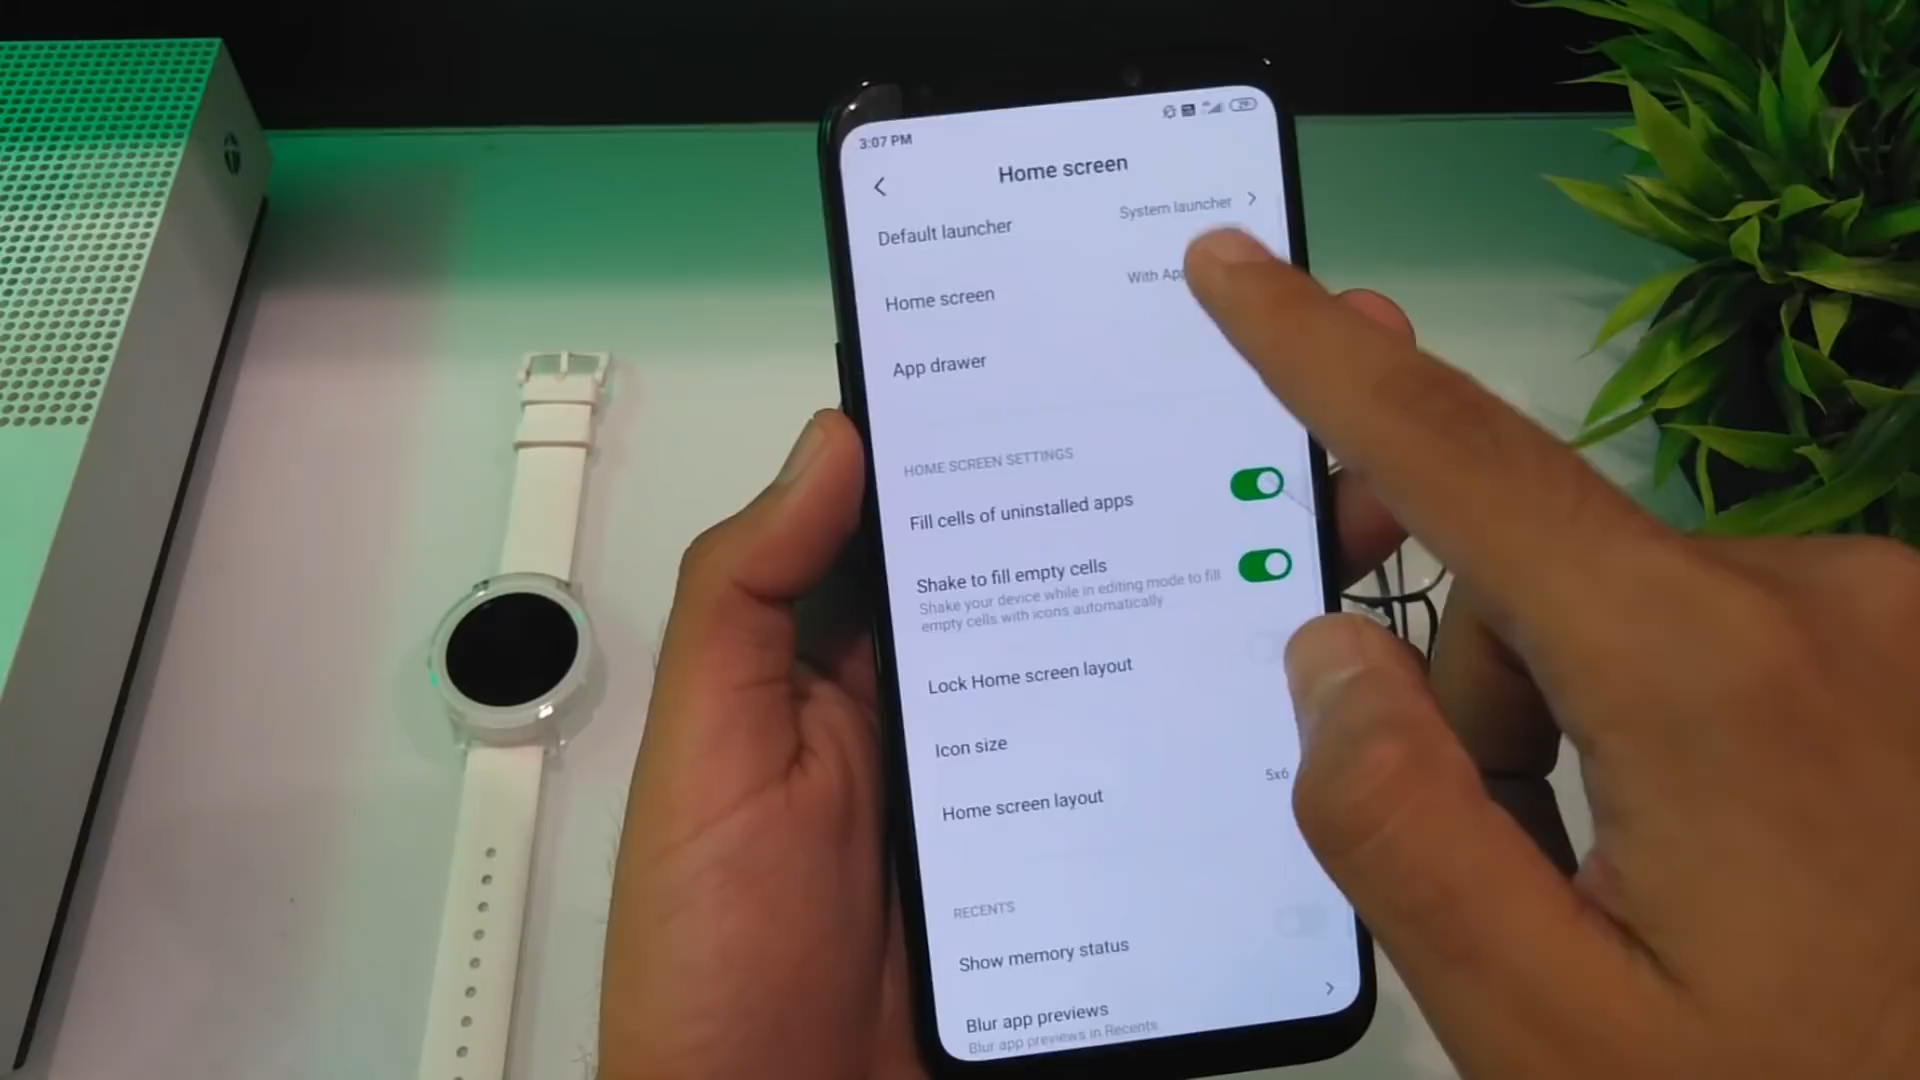 3:07 PM
Home screen
Default launcher
System launcher
Home screen
With
App drawer
HOME SCREEN SETTINGS
Fill cells of uninstalled apps
Shake to fill empty cells
Shake your device while in editing mode to fill
empty cells with icons automatically
Lock Home screen layout
Icon size
Home screen layout
5x6
RECENTS
Show memory status
Blur app previews
Blur app previews in Recents